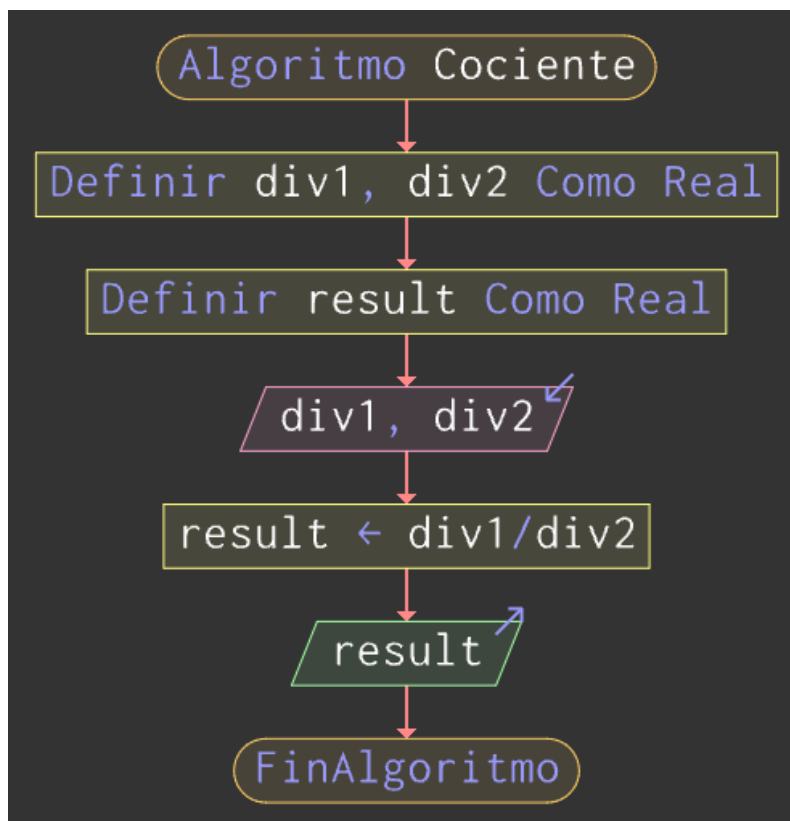 Algoritmo Cociente
Definir div1, div2 Como Real
Definir result Como Real
div1, div2
result ← div1/div2
result
FinAlgoritmo